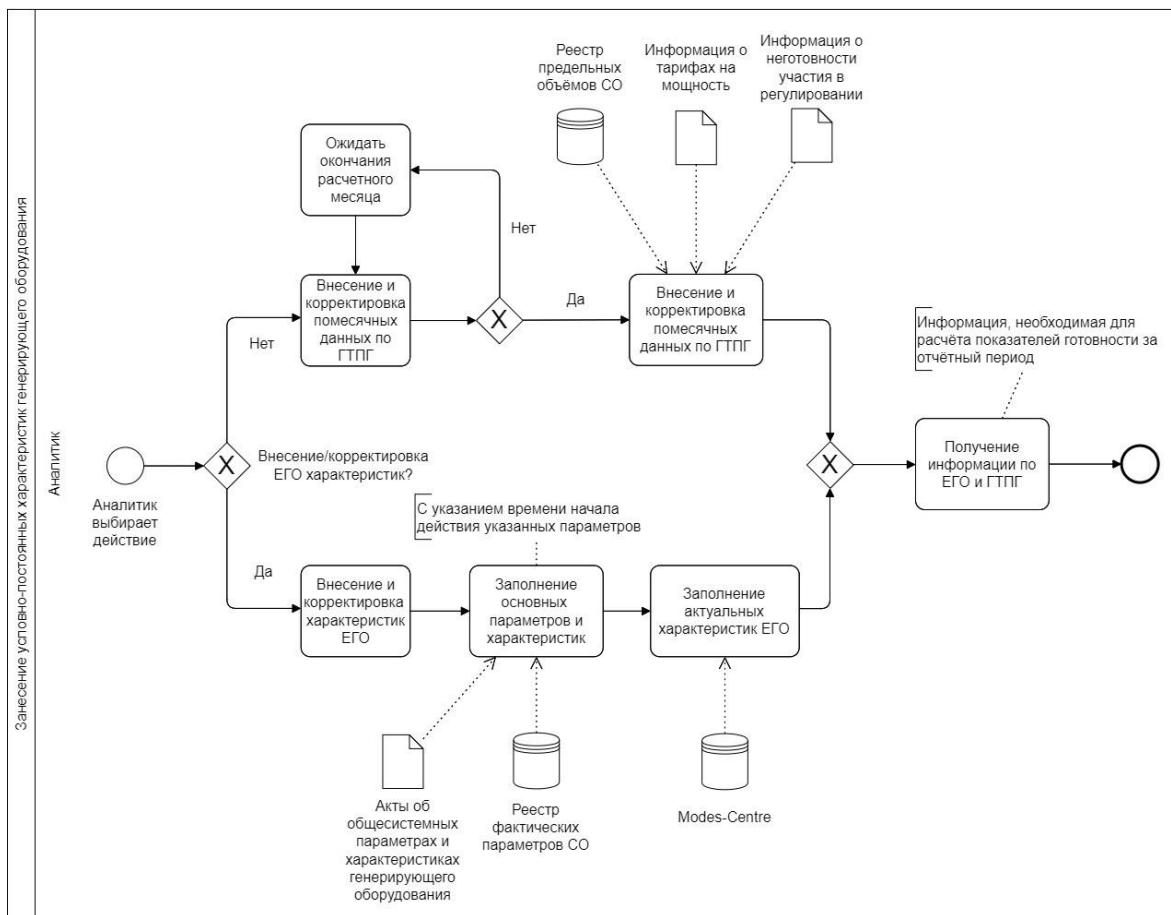 Занесение условно-постоянных характеристик генерирующего оборудования
Аналитик
Реестр
предельных
объёмов СО
Информация о
тарифах на
мощность
Информация о
неготовности
участия в
регулировании
Ожидать
окончания
расчетного
месяца
Нет
Внесение и
корректировка
помесячных
данных по ГТПГ
X
Да
Внесение и
корректировка
помесячных
данных по ГТПГ
Информация, необходимая для
расчёта показателей готовности за
отчётный период
Нет
Аналитик
выбирает
действие
X
Внесение/корректировка
ЕГО характеристик?
X
Получение
информации по
ЕГО и ГТПГ
С указанием времени начала
действия указанных параметров
Да
Внесение и
корректировка
характеристик
ЕГО
Заполнение
основных
параметров и
характеристик
Заполнение
актуальных
характеристик ЕГО
Акты об
общесистемных
параметрах и
характеристиках
генерирующего
оборудования
Реестр
фактических
параметров СО
Modes-Centre